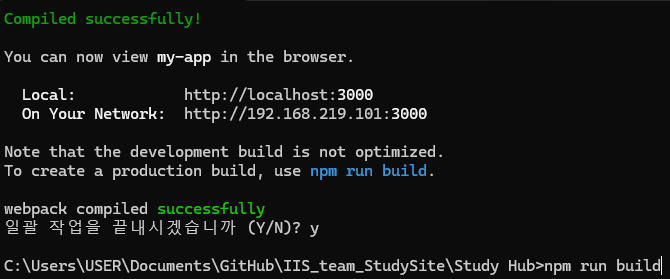 Compiled successfully!
You can now view my-app in the browser.
Local: http://localhost:3000
On Your Network: http://192.168.219.101:3000
Note that the development build is not optimized.
To create a production build, use npm run build.
webpack compiled successfully
일괄 작업을 끝내시겠습니까 (Y/N)? y
C:\Users\USER\Documents\GitHub\IIS_team_StudySite\Study Hub>npm run build